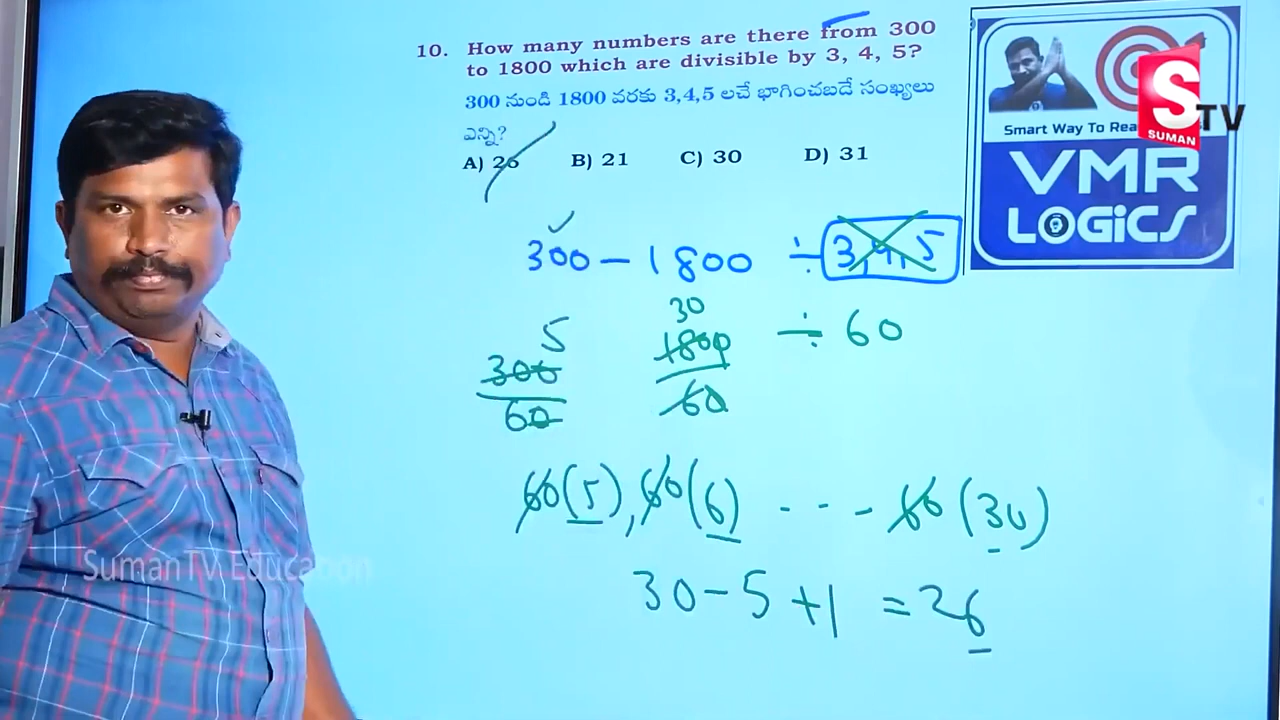 10. How many numbers are there from 300
to 1800 which are divisible by 3, 4, 5?
300 నుండి 1800 వరకు 3,4,5 లచే భాగించబడే సంఖ్యలు
ఎన్ని?
A) 26 B) 21 C) 30 D) 31
300 - 1800 ÷ 3,4,5
5 30
300 1800 ÷ 60
60 60
60(5), 60(6) - - - 60(30)
30 - 5 + 1 = 26
Smart Way To Rea
VMR
LOGiCS
S TV
SUMAN
SumanTV Education